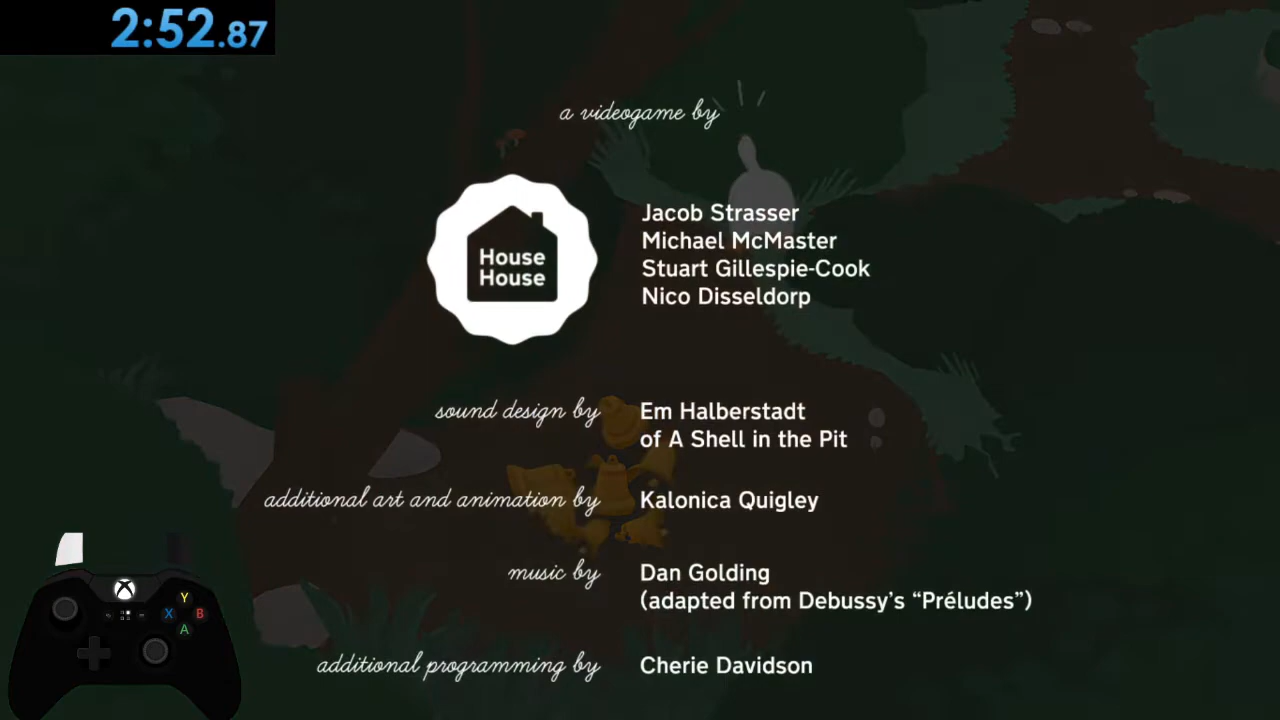 2:52.87
a videogame by
House
House
Jacob Strasser
Michael McMaster
Stuart Gillespie-Cook
Nico Disseldorp
sound design by Em Halberstadt
of A Shell in the Pit
additional art and animation by Kalonica Quigley
music by Dan Golding
(adapted from Debussy's “Préludes”)
additional programming by Cherie Davidson
Y
X B
A